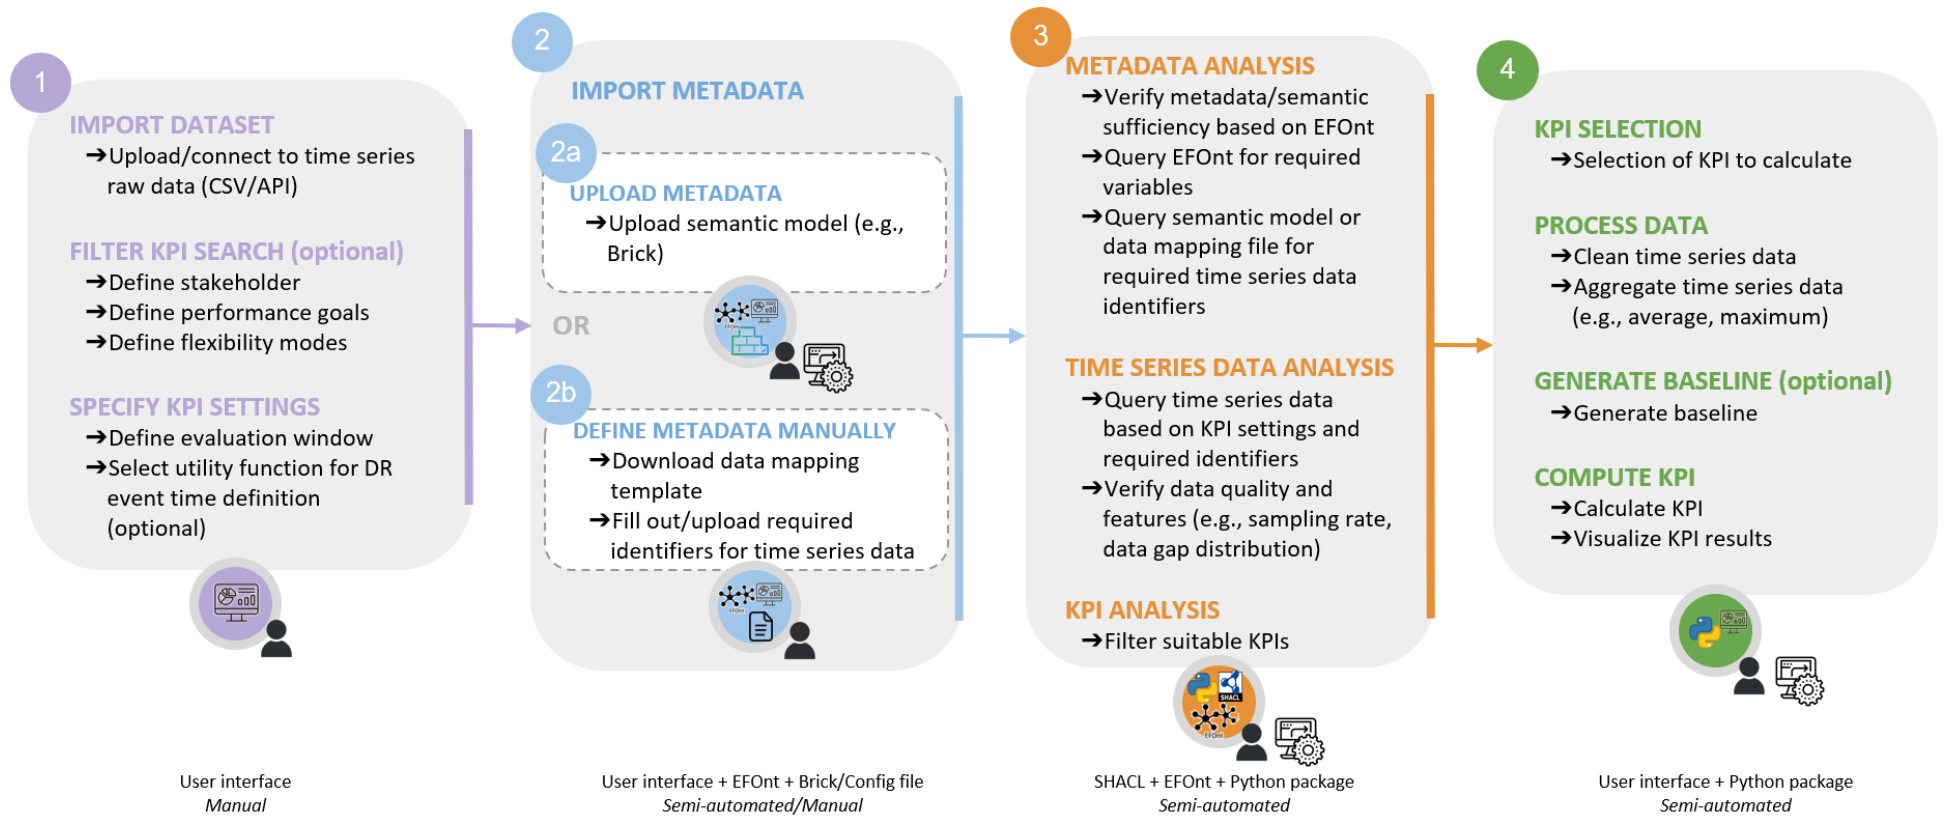 1
IMPORT DATASET
➔Upload/connect to time series
raw data (CSV/API)
FILTER KPI SEARCH (optional)
➔Define stakeholder
➔Define performance goals
➔Define flexibility modes
SPECIFY KPI SETTINGS
➔Define evaluation window
➔Select utility function for DR
event time definition
(optional)
User interface
Manual
2
IMPORT METADATA
2a
UPLOAD METADATA
➔Upload semantic model (e.g.,
Brick)
EFOnt
OR
2b
DEFINE METADATA MANUALLY
➔Download data mapping
template
➔Fill out/upload required
identifiers for time series data
EFOnt
User interface + EFOnt + Brick/Config file
Semi-automated/Manual
3
METADATA ANALYSIS
➔Verify metadata/semantic
sufficiency based on EFOnt
➔Query EFOnt for required
variables
➔Query semantic model or
data mapping file for
required time series data
identifiers
TIME SERIES DATA ANALYSIS
➔Query time series data
based on KPI settings and
required identifiers
➔Verify data quality and
features (e.g., sampling rate,
data gap distribution)
KPI ANALYSIS
➔Filter suitable KPIs
SHACL
EFOnt
SHACL + EFOnt + Python package
Semi-automated
4
KPI SELECTION
➔Selection of KPI to calculate
PROCESS DATA
➔Clean time series data
➔Aggregate time series data
(e.g., average, maximum)
GENERATE BASELINE (optional)
➔Generate baseline
COMPUTE KPI
➔Calculate KPI
➔Visualize KPI results
User interface + Python package
Semi-automated